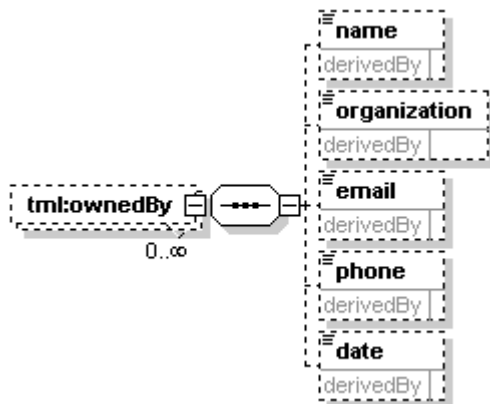 name
derivedBy
organization
derivedBy
tml:ownedBy
0..∞
email
derivedBy
phone
derivedBy
date
derivedBy